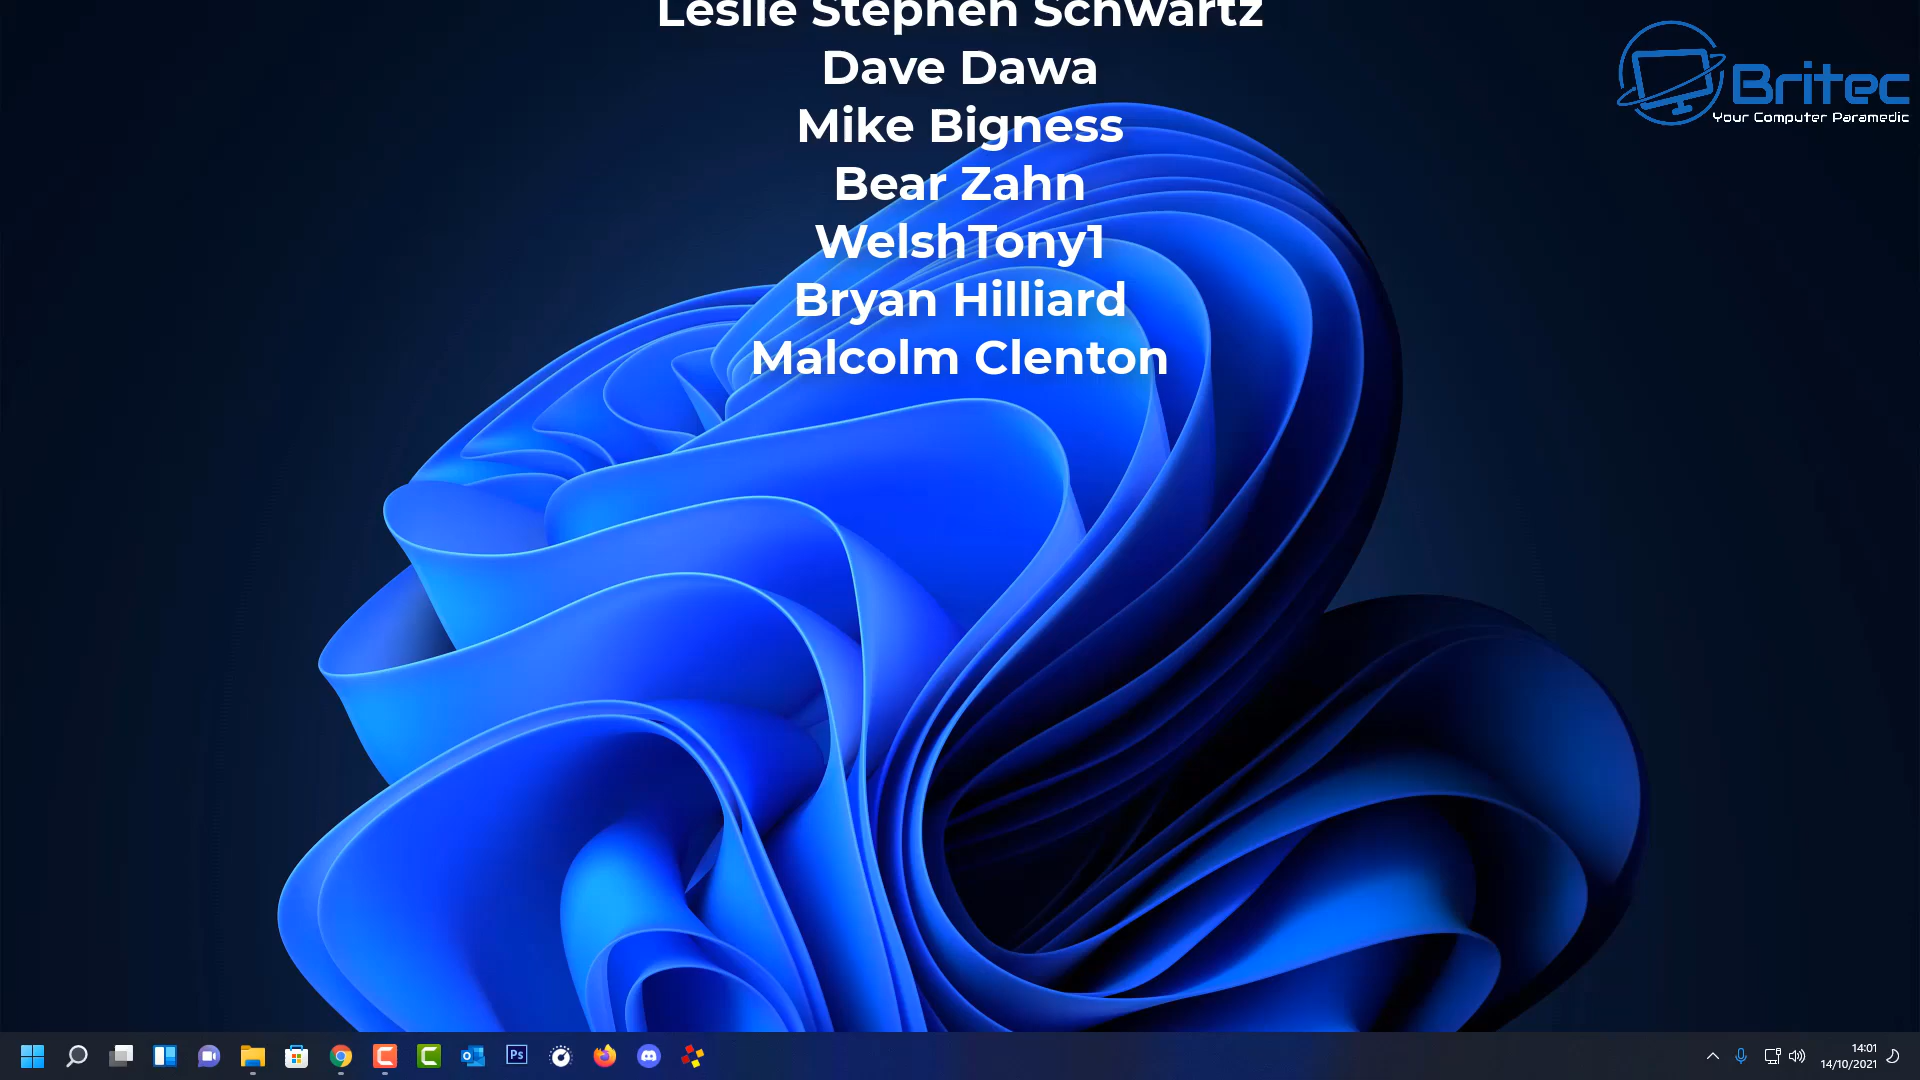 Leslie Stephen Schwartz
Dave Dawa
Mike Bigness
Bear Zahn
WelshTony1
Bryan Hilliard
Malcolm Clenton
Britec
Your Computer Paramedic
Ps
14:01
14/10/2021